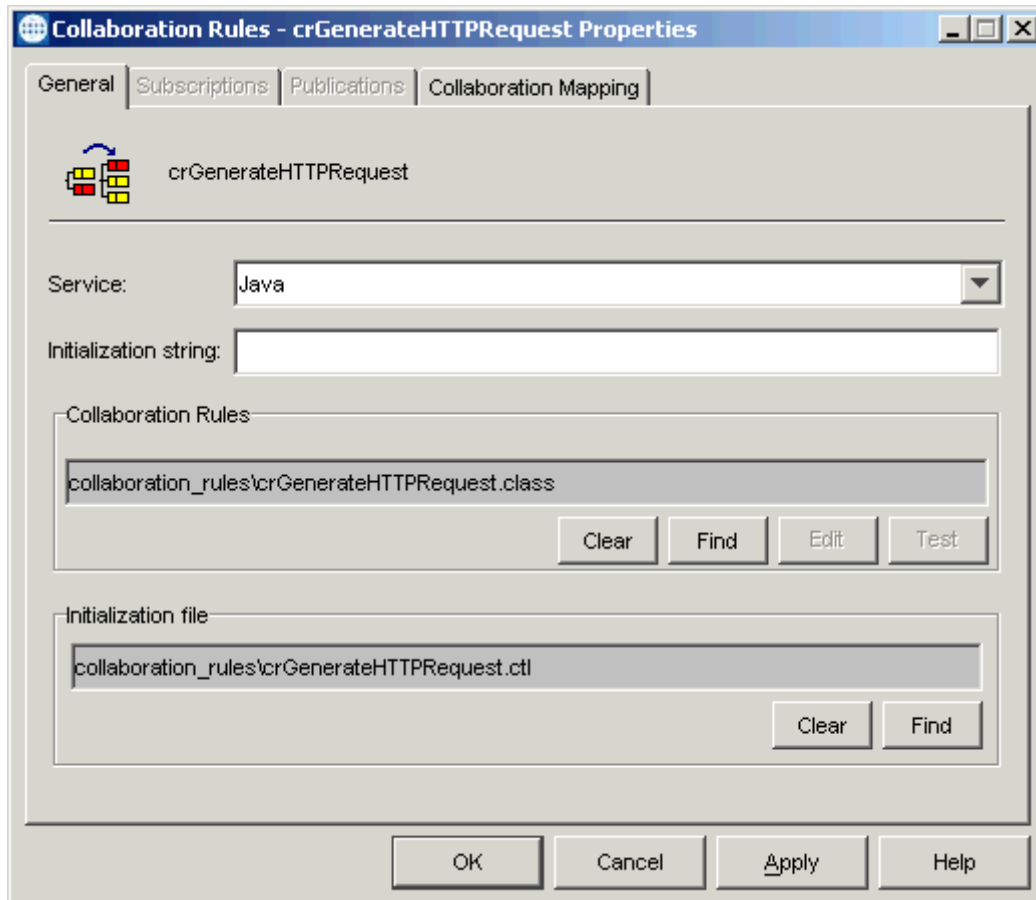 Collaboration Rules - crGenerateHTTPRequest Properties
General Subscriptions Publications Collaboration Mapping
crGenerateHTTPRequest
Service: Java
Initialization string:
Collaboration Rules
collaboration_rules\crGenerateHTTPRequest.class
Clear Find Edit Test
Initialization file
collaboration_rules\crGenerateHTTPRequest.ctl
Clear Find
OK Cancel Apply Help